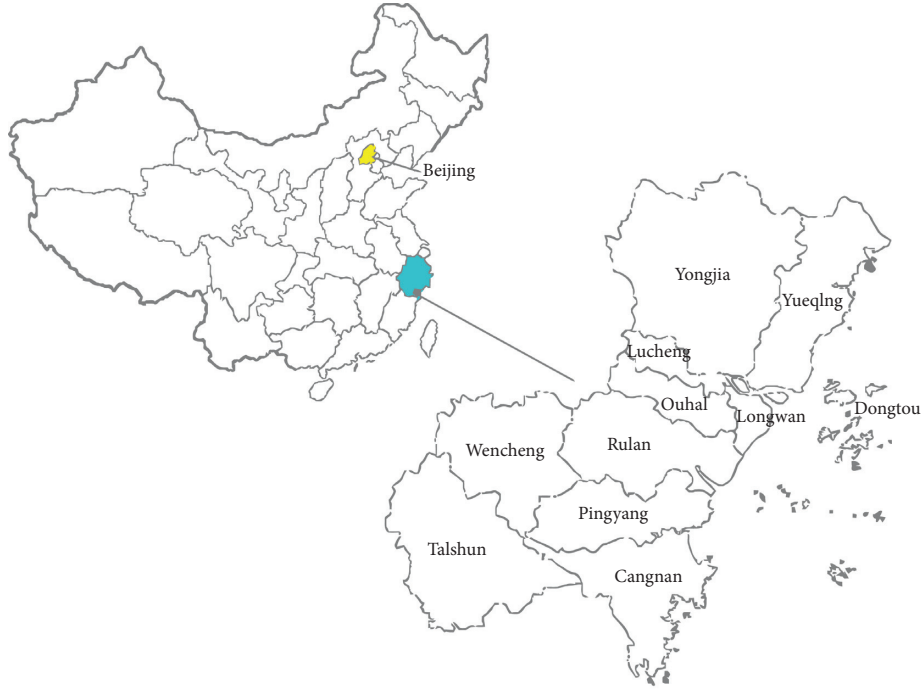 Beijing
Yongjia
Yueqlng
Lucheng
Ouhal
Longwan
Dongtou
Rulan
Wencheng
Pingyang
Talshun
Cangnan